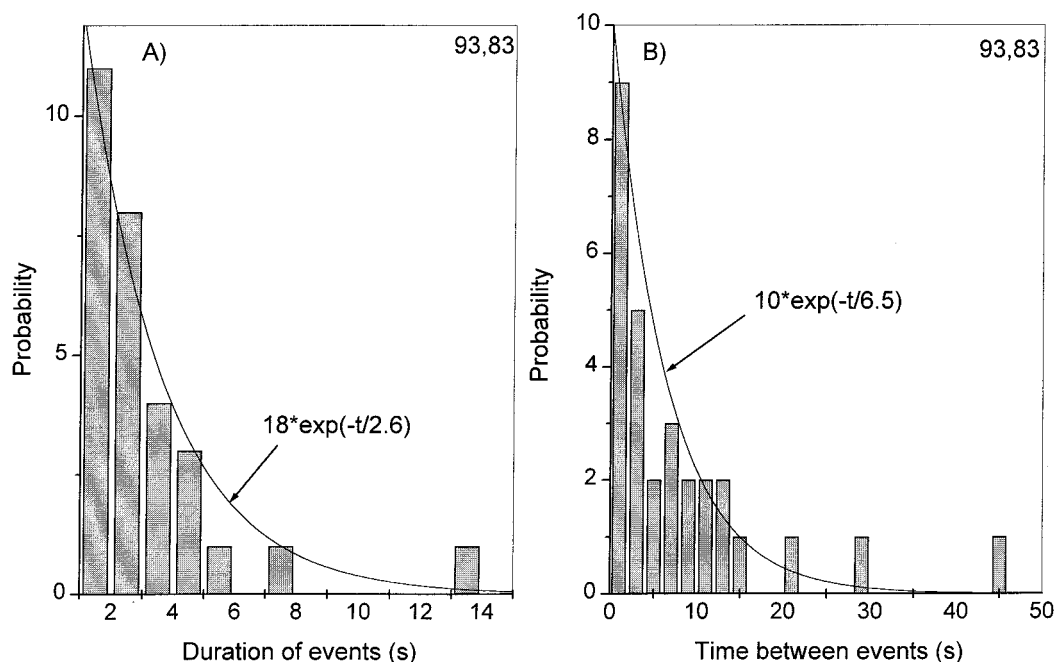 A)
93,83
10
5
0
Probability
18*exp(-t/2.6)
2 4 6 8 10 12 14
Duration of events (s)
B)
93,83
10
8
6
4
2
0
Probability
10*exp(-t/6.5)
0 10 20 30 40 50
Time between events (s)